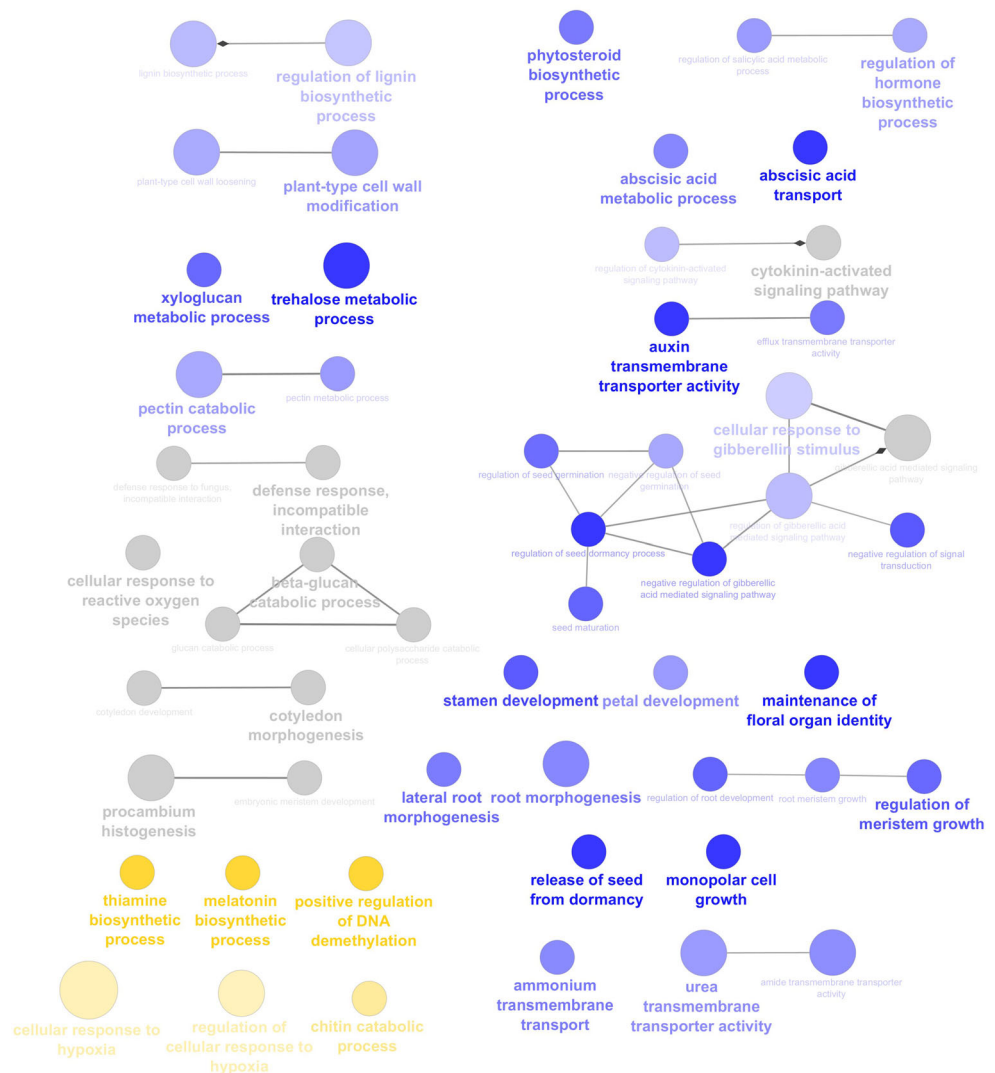 lignin biosynthetic process
regulation of lignin
biosynthetic
process
plant-type cell wall loosening
plant-type cell wall
modification
xyloglucan
metabolic process
trehalose metabolic
process
pectin catabolic
process
pectin metabolic process
defense response to fungus,
incompatible interaction
defense response,
incompatible
interaction
cellular response to
reactive oxygen
species
beta-glucan
catabolic process
glucan catabolic process
cellular polysaccharide catabolic
process
cotyledon development
cotyledon
morphogenesis
procambium
histogenesis
embryonic meristem development
thiamine
biosynthetic
process
melatonin
biosynthetic
process
positive regulation
of DNA
demethylation
cellular response to
hypoxia
regulation of
cellular response to
hypoxia
chitin catabolic
process
phytosteroid
biosynthetic
process
regulation of salicylic acid metabolic
process
regulation of
hormone
biosynthetic
process
abscisic acid
metabolic process
abscisic acid
transport
regulation of cytokinin-activated
signaling pathway
cytokinin-activated
signaling pathway
auxin
transmembrane
transporter activity
efflux transmembrane transporter
activity
cellular response to
gibberellin stimulus
gibberellic acid mediated signaling
pathway
regulation of seed germination
negative regulation of seed
germination
regulation of gibberellic acid
mediated signaling pathway
regulation of seed dormancy process
negative regulation of gibberellic
acid mediated signaling pathway
negative regulation of signal
transduction
seed maturation
stamen development
petal development
maintenance of
floral organ identity
lateral root
morphogenesis
root morphogenesis
regulation of root development
root meristem growth
regulation of
meristem growth
release of seed
from dormancy
monopolar cell
growth
ammonium
transmembrane
transport
urea
transmembrane
transporter activity
amide transmembrane transporter
activity